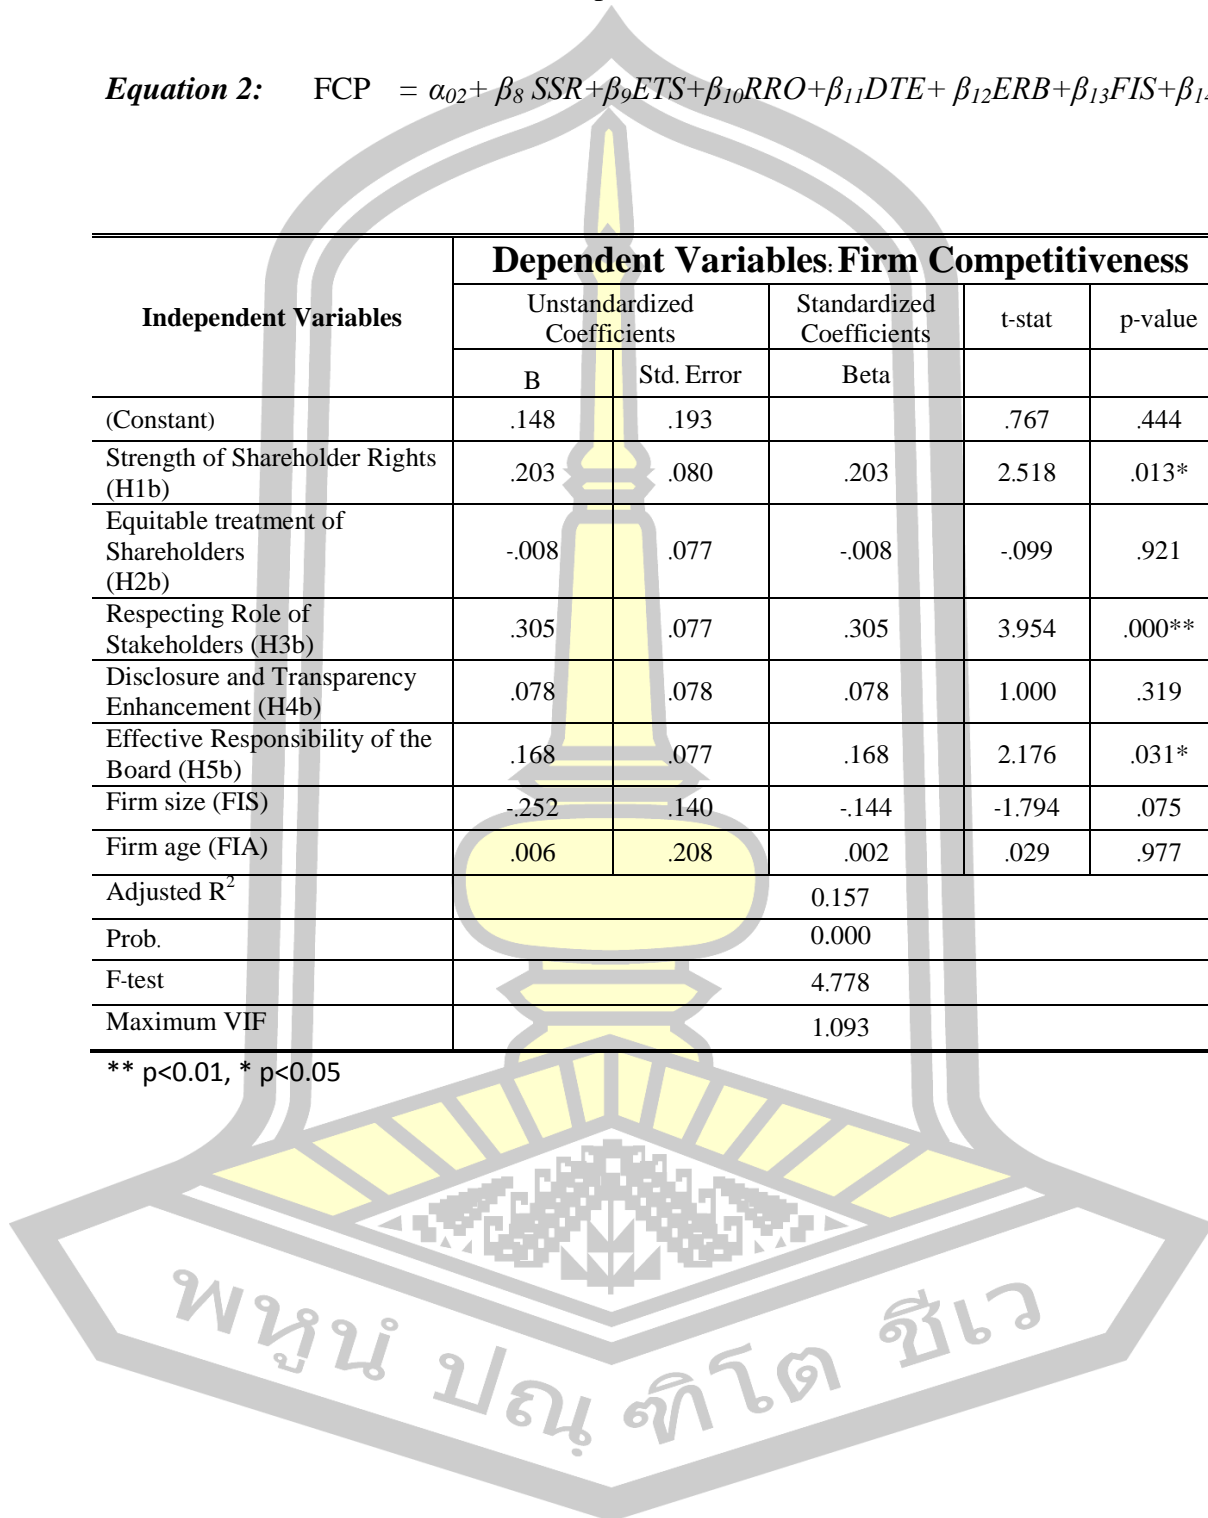 Equation 2: FCP = α02+ β8 SSR+β9ETS+β10RRO+β11DTE+ β12ERB+β13FIS+β14
Dependent Variables: Firm Competitiveness
Independent Variables
Unstandardized
Coefficients
Standardized
Coefficients
t-stat
p-value
B
Std. Error
Beta
(Constant) .148 .193 .767 .444
Strength of Shareholder Rights
(H1b) .203 .080 .203 2.518 .013*
Equitable treatment of
Shareholders
(H2b) -.008 .077 -.008 -.099 .921
Respecting Role of
Stakeholders (H3b) .305 .077 .305 3.954 .000**
Disclosure and Transparency
Enhancement (H4b) .078 .078 .078 1.000 .319
Effective Responsibility of the
Board (H5b) .168 .077 .168 2.176 .031*
Firm size (FIS) -.252 .140 -.144 -1.794 .075
Firm age (FIA) .006 .208 .002 .029 .977
Adjusted R2 0.157
Prob. 0.000
F-test 4.778
Maximum VIF 1.093
** p<0.01, * p<0.05
พหูนํ ปณฺฑิโต ชีเว